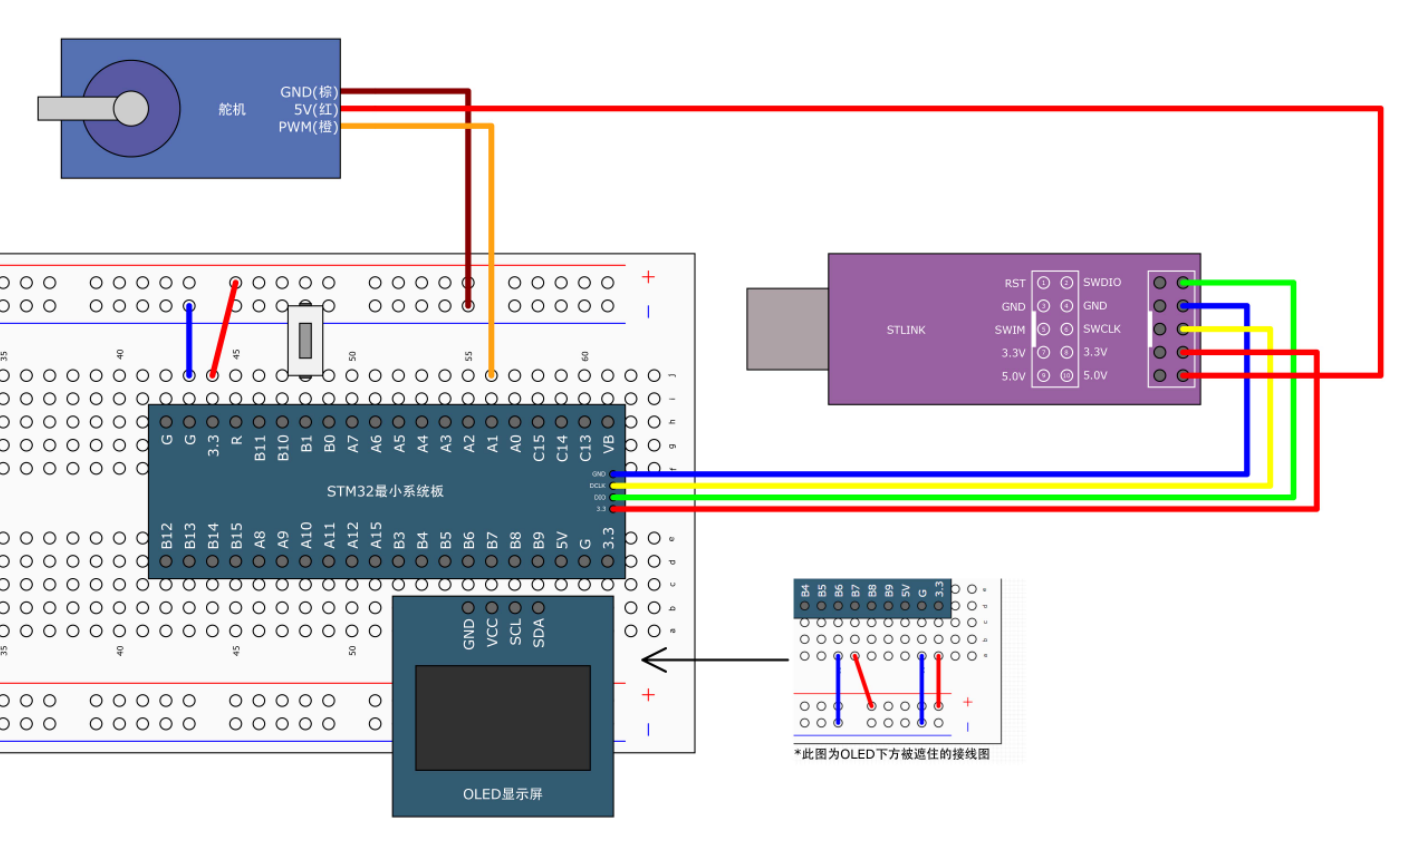 GND(棕)
5V(红)
PWM(橙)
舵机
+
—
35
40
45
50
55
60
j
i
h
g
f
G G 3.3 R B11 B10 B1 B0 A7 A6 A5 A4 A3 A2 A1 A0 C15 C14 C13 VB
STM32最小系统板
GND
DCLK
DIO
3.3
B12 B13 B14 B15 A8 A9 A10 A11 A12 A15 B3 B4 B5 B6 B7 B8 B9 5V G 3.3
e
d
c
b
a
35
40
45
50
+
—
GND VCC SCL SDA
OLED显示屏
STLINK
RST 1 2 SWDIO
GND 3 4 GND
SWIM 5 6 SWCLK
3.3V 7 8 3.3V
5.0V 9 10 5.0V
B4 B5 B6 B7 B8 B9 5V G 3.3
e
d
c
b
a
+
—
*此图为OLED下方被遮住的接线图